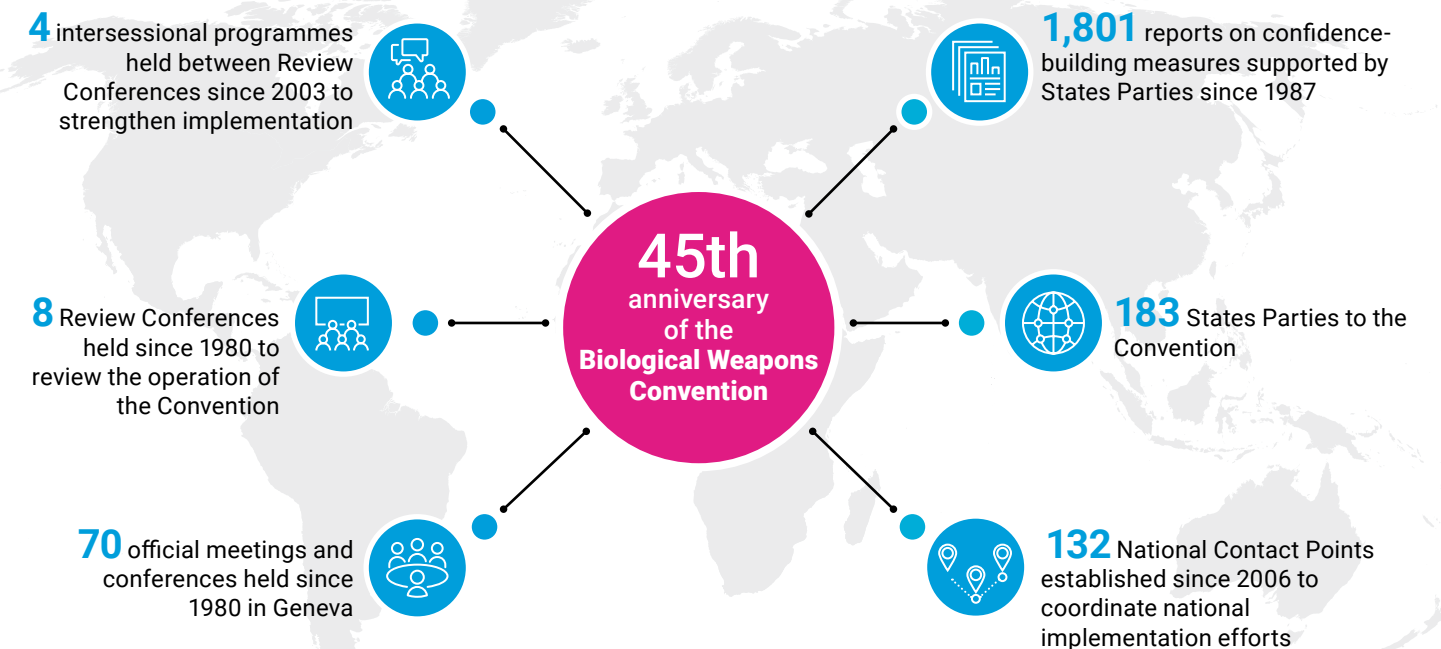 4 intersessional programmes
held between Review
Conferences since 2003 to
strengthen implementation
1,801 reports on confidence-
building measures supported by
States Parties since 1987
45th
anniversary
of the
Biological Weapons
Convention
8 Review Conferences
held since 1980 to
review the operation of
the Convention
183 States Parties to the
Convention
70 official meetings and
conferences held since
1980 in Geneva
132 National Contact Points
established since 2006 to
coordinate national
implementation efforts